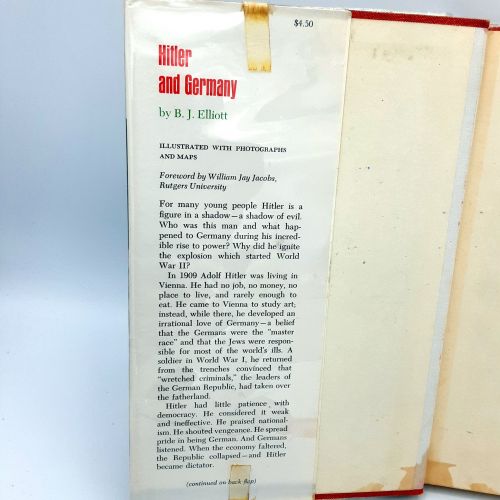 $4.50
Hitler
and Germany
by B. J. Elliott
ILLUSTRATED WITH PHOTOGRAPHS
AND MAPS
Foreword by William Jay Jacobs,
Rutgers University
For many young people Hitler is a
figure in a shadow—a shadow of evil.
Who was this man and what hap-
pened to Germany during his incred-
ible rise to power? Why did he ignite
the explosion which started World
War II?
In 1909 Adolf Hitler was living in
Vienna. He had no job, no money, no
place to live, and rarely enough to
eat. He came to Vienna to study art;
instead, while there, he developed an
irrational love of Germany—a belief
that the Germans were the "master
race" and that the Jews were respon-
sible for most of the world's ills. A
soldier in World War I, he returned
from the trenches convinced that
"wretched criminals," the leaders of
the German Republic, had taken over
the fatherland.
Hitler had little patience with
democracy. He considered it weak
and ineffective. He praised national-
ism. He shouted vengeance. He spread
pride in being German. And Germans
listened. When the economy faltered,
the Republic collapsed—and Hitler
became dictator.
(continued on back flap)